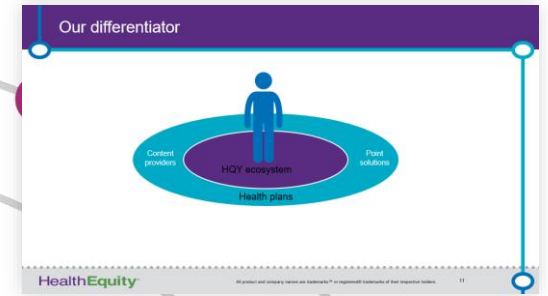 Our differentiator
Content
providers
Point
solutions
HQY ecosystem
Health plans
HealthEquity
All product and company names are trademarks™ or registered® trademarks of their respective holders.
11